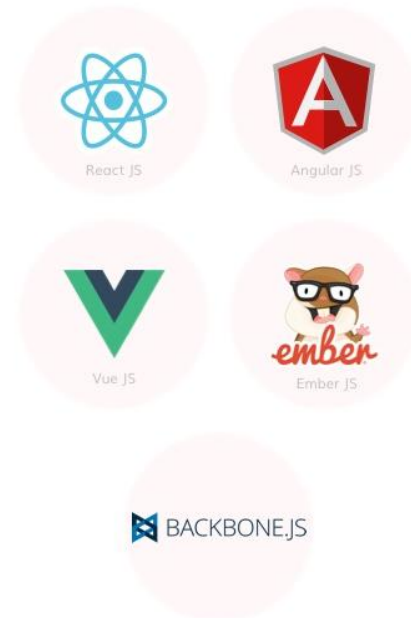 React JS
Angular JS
Vue JS
ember
Ember JS
BACKBONE.JS